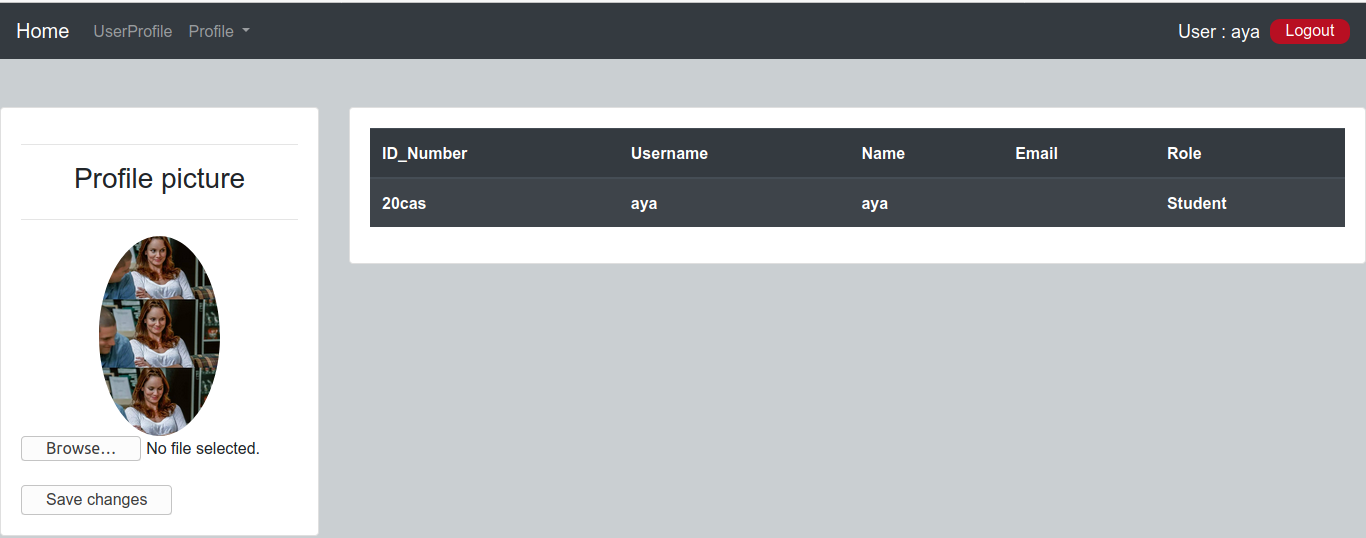 Home UserProfile Profile User : aya Logout
Profile picture
Browse... No file selected.
Save changes
ID_Number Username Name Email Role
20cas aya aya Student